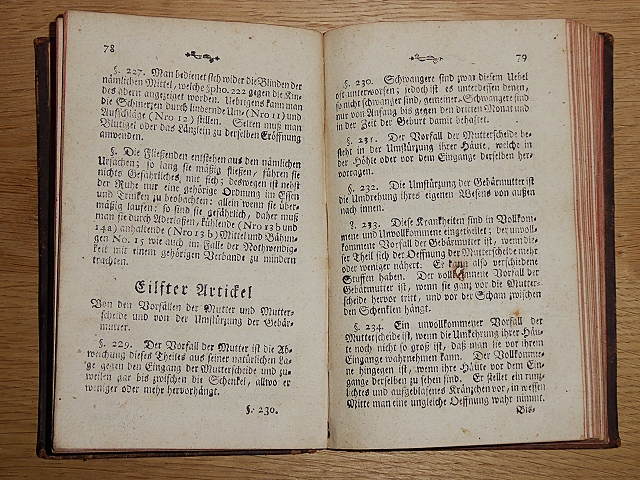 78
§. 227. Man bedienet sich wider die Blinden der
nämlichen Mittel, welche §pho. 222 gegen die Kin-
des adern angezeiget worden. Uebrigens kann man
die Schmerzen durch lindernde Um- (Nro 11) und
Aufschläge (Nro 12) stillen. Selten muß man
Blutigel oder das Länzlein zu derselben Eröffnung
anwenden.
§. Die Fließenden entstehen aus den nämlichen
Ursachen; so lang sie mäßig fließen, führen sie
nichts Gefährliches mit sich; deswegen ist nebst
der Ruhe nur eine gehörige Ordnung im Essen
und Trinken zu beobachten: allein wenn sie über-
mäßig laufen: so sind sie gefährlich, daher muß
man sie durch Aderlassen, kühlende (Nro 13 b und
14 a) anhaltende (Nro 13 b) Mittel und Bähun-
gen No. 15 wie auch im Falle der Nothwendig-
keit mit einem gehörigen Verbande zu mindern
trachten.
Eilfter Artickel
Von den Vorfällen der Mutter und Mutter-
scheide und von der Umstürzung der Gebär-
mutter.
§. 229. Der Vorfall der Mutter ist die Ab-
weichung dieses Theiles aus seiner natürlichen La-
ge gegen den Eingang der Mutterscheide und zu-
weilen gar bis zwischen die Schenkel, allwo er
weniger oder mehr hervorhängt.
§. 230.
79
§. 230. Schwangere sind zwar diesem Uebel
oft unterworfen; jedoch ist es unterdessen denen,
so nicht schwanger sind, gemeiner. Schwangere sind
nur von Anfang bis gegen den dritten Monat und
in der Zeit der Geburt damit behaftet.
§. 231. Der Vorfall der Mutterscheide be-
steht in der Umstürzung ihrer Häute, welche in
der Höhle oder vor dem Eingange derselben her-
vorragen.
§. 232. Die Umstürzung der Gebärmutter ist
die Umdrehung ihres eigenen Wesens von außen
nach innen.
§. 233. Diese Krankheiten sind in Vollkom-
mene und Unvollkommene eingetheilet; der unvoll-
kommene Vorfall der Gebärmutter ist, wenn die-
ser Theil sich der Oeffnung der Mutterscheide mehr
oder weniger nähert. Er kann also verschiedene
Stuffen haben. Der vollkommene Vorfall der
Gebärmutter ist, wenn sie ganz vor die Mutter-
scheide hervor tritt, und vor der Scham zwischen
den Schenklen hängt.
§. 234. Ein unvollkommener Vorfall der
Mutterscheide ist, wenn die Umkehrung ihrer Häu-
te noch nicht so groß ist, daß man sie vor ihrem
Eingange wahrnehmen kann. Der Vollkomme-
ne hingegen ist, wenn ihre Häute vor dem Ein-
gange derselben zu sehen sind. Er stellet ein runz-
lichtes und aufgeblasenes Kränzchen vor, in wessen
Mitte man eine ungleiche Oeffnung wahr nimmt.
Bis-